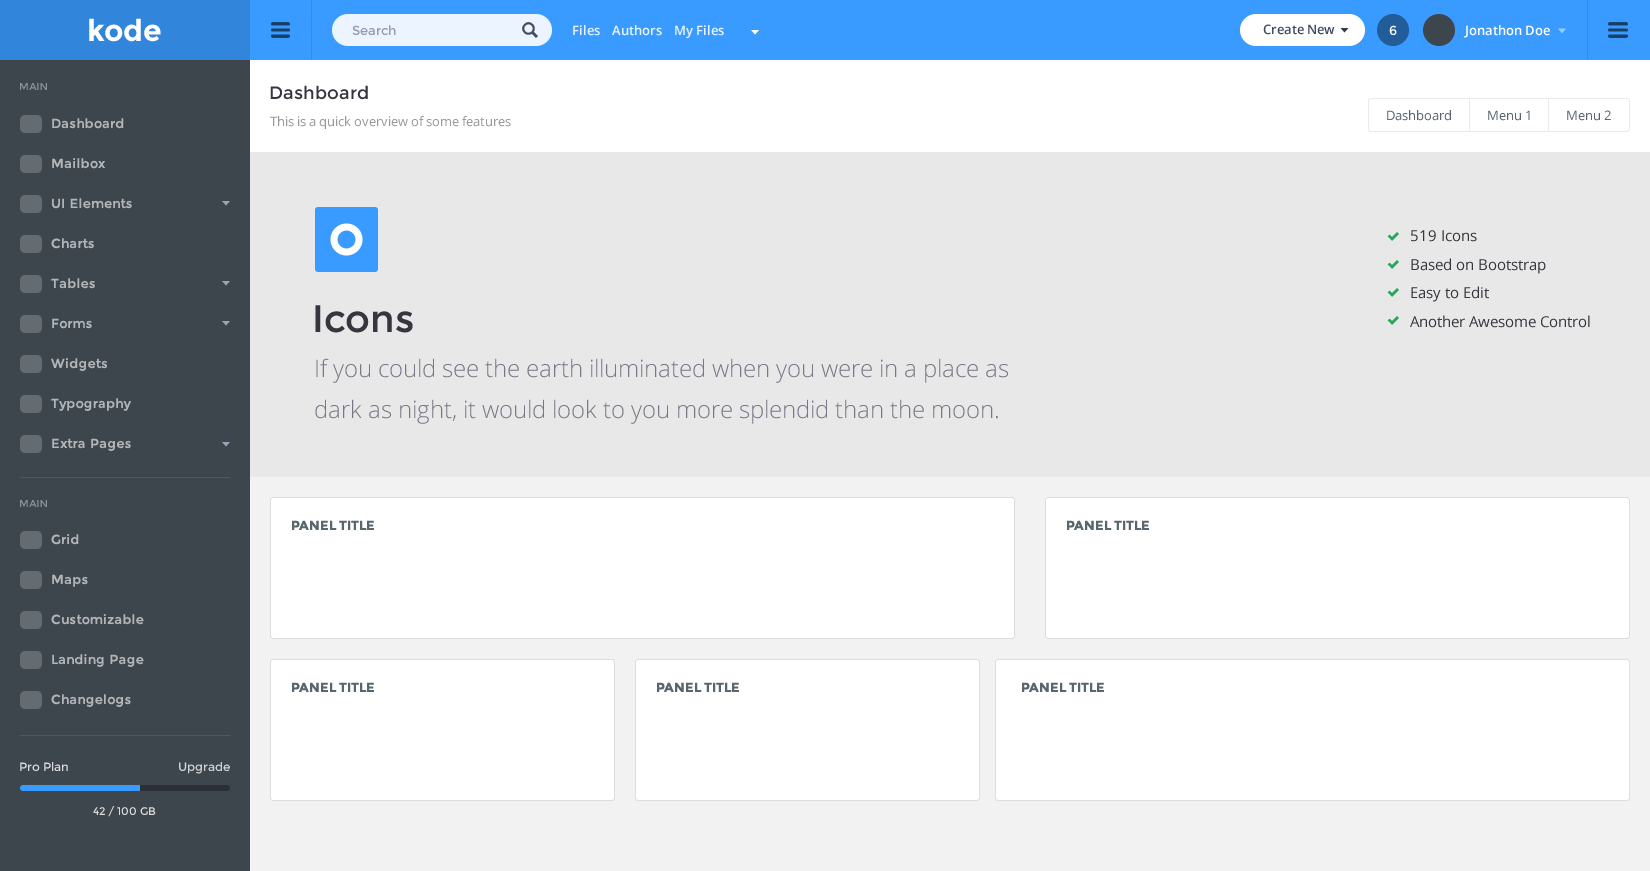 kode
Search
Files Authors My Files
Create New
6
Jonathon Doe
MAIN
Dashboard
Mailbox
UI Elements
Charts
Tables
Forms
Widgets
Typography
Extra Pages
MAIN
Grid
Maps
Customizable
Landing Page
Changelogs
Pro Plan Upgrade
42 / 100 GB
Dashboard
This is a quick overview of some features
Dashboard Menu 1 Menu 2
Icons
If you could see the earth illuminated when you were in a place as
dark as night, it would look to you more splendid than the moon.
519 Icons
Based on Bootstrap
Easy to Edit
Another Awesome Control
PANEL TITLE
PANEL TITLE
PANEL TITLE
PANEL TITLE
PANEL TITLE